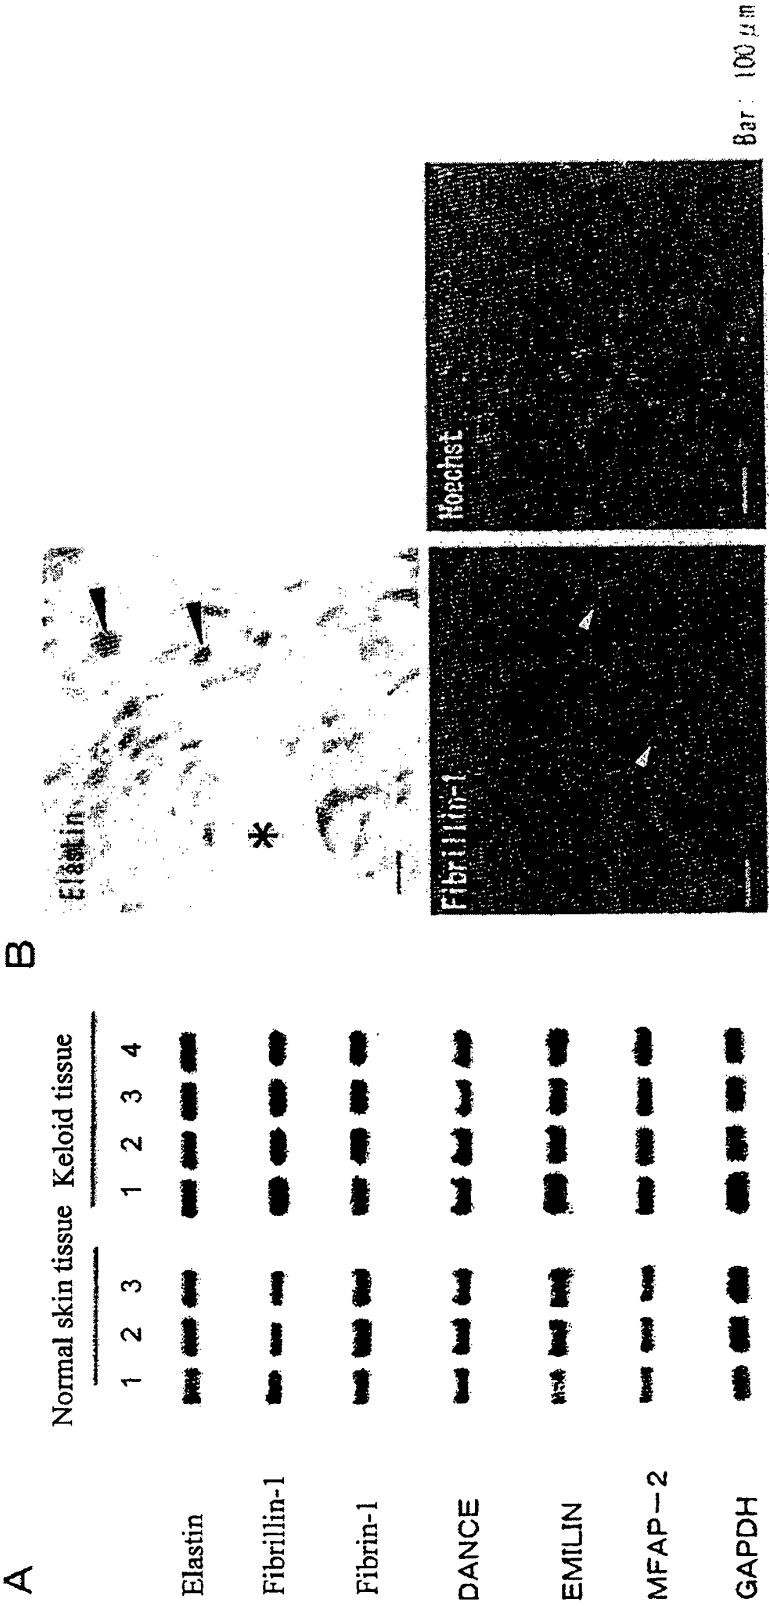 A
Normal skin tissue Keloid tissue
1 2 3 1 2 3 4
Elastin
Fibrillin-1
Fibrin-1
DANCE
EMILIN
MFAP-2
GAPDH
B
Elastin
*
Fibrillin-1
Hoechst
Bar: 100 μm